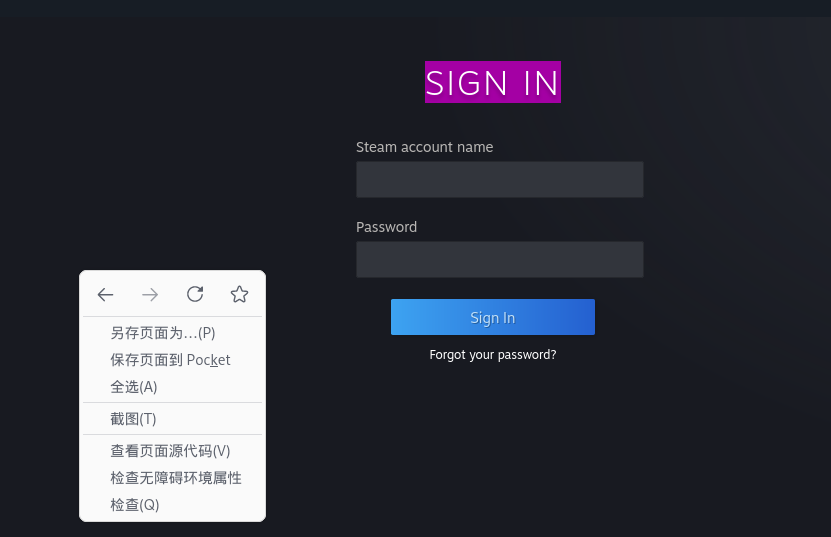 SIGN IN
Steam account name
Password
Sign In
Forgot your password?
另存页面为…(P)
保存页面到 Pocket
全选(A)
截图(T)
查看页面源代码(V)
检查无障碍环境属性
检查(Q)